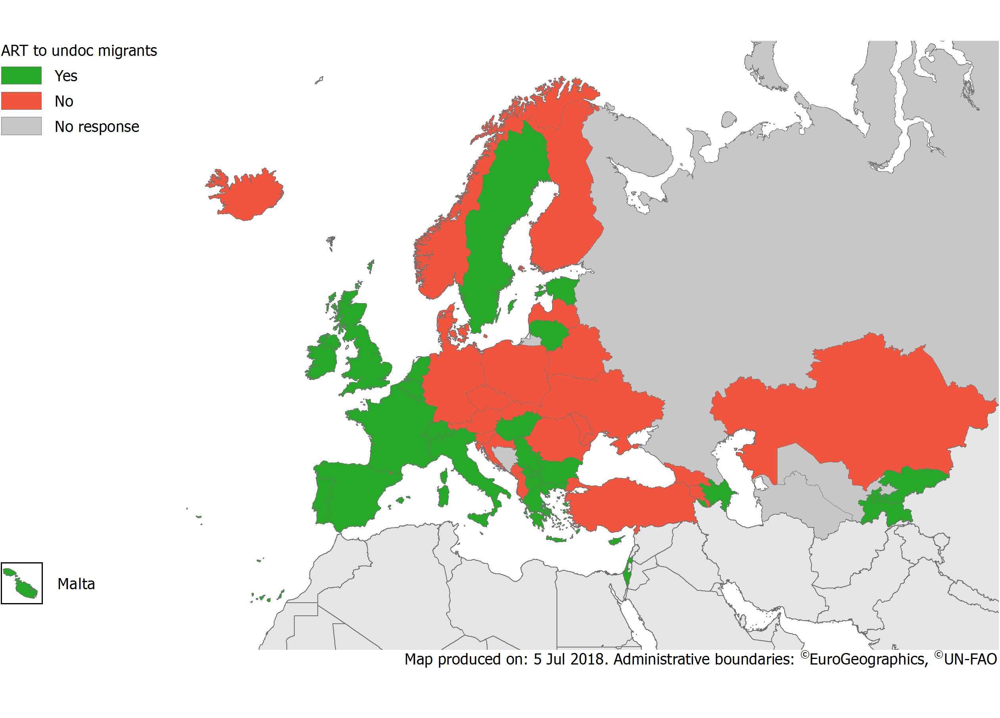 ART to undoc migrants
Yes
No
No response
Malta
Map produced on: 5 Jul 2018. Administrative boundaries: ©EuroGeographics, ©UN-FAO